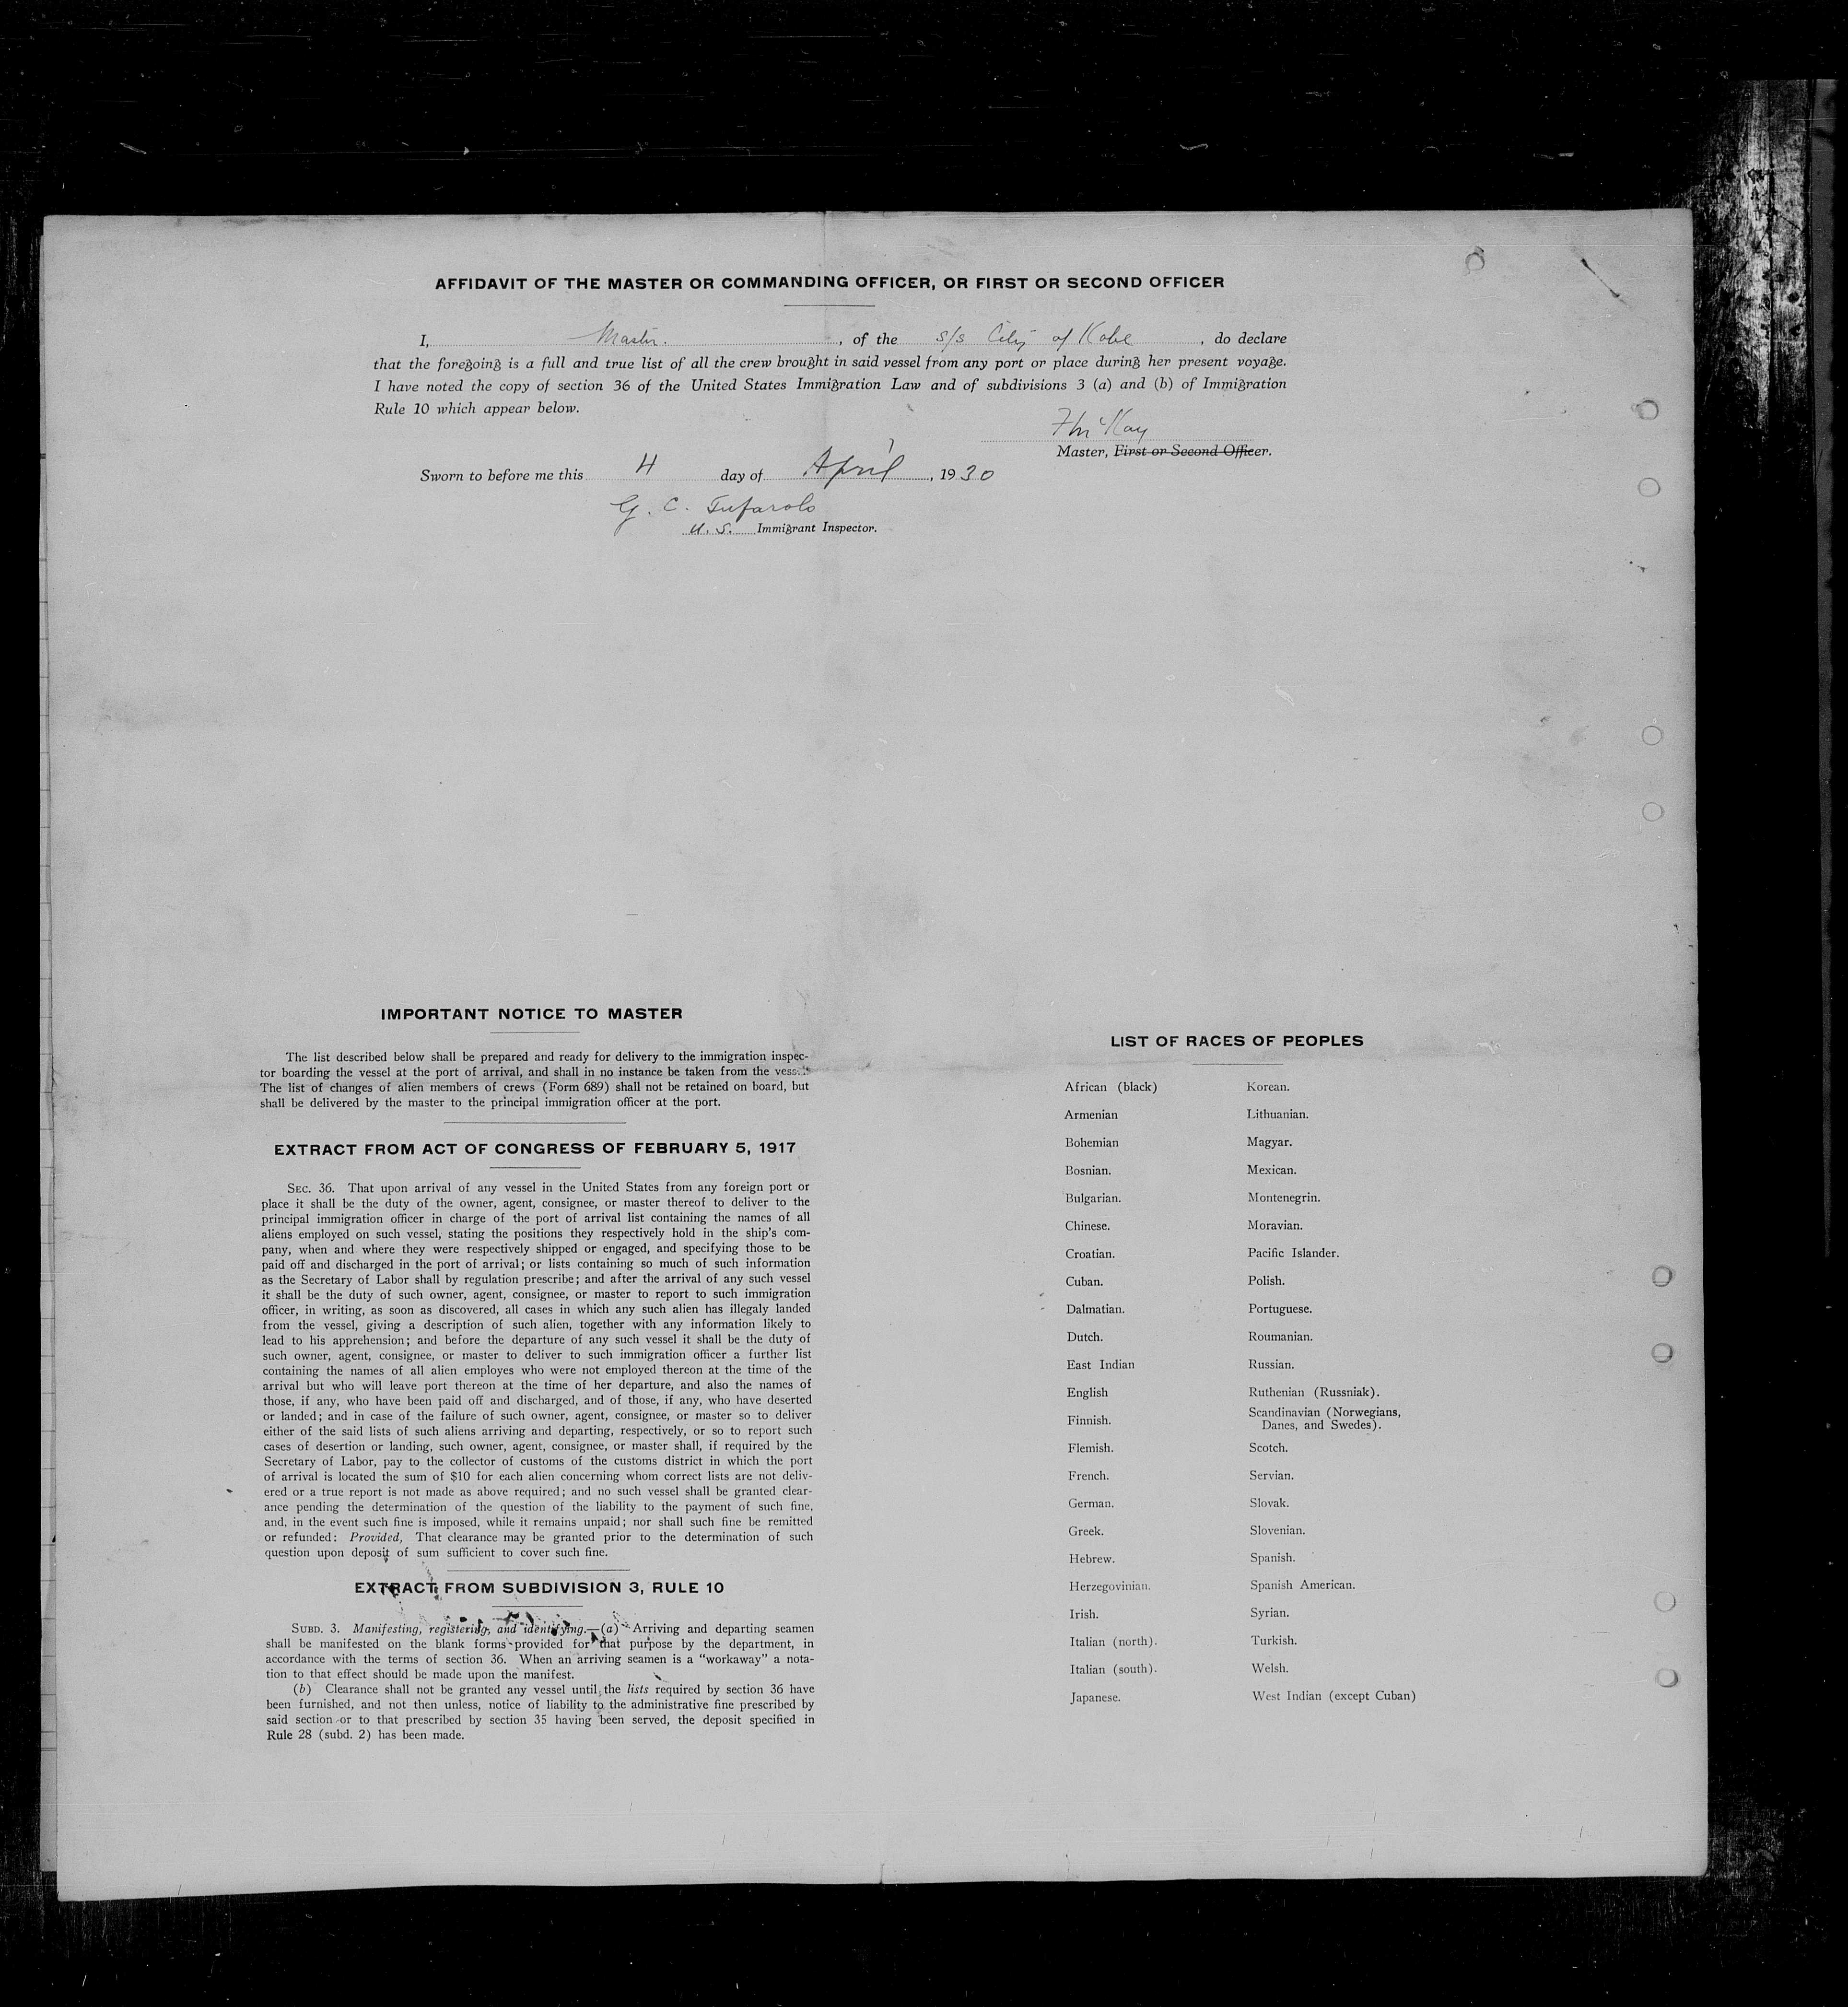 AFFIDAVIT OF THE MASTER OR COMMANDING OFFICER, OR FIRST OR SECOND OFFICER
I, Master. , of the s/s City of Kobe , do declare
that the foregoing is a full and true list of all the crew brought in said vessel from any port or place during her present voyage.
I have noted the copy of section 36 of the United States Immigration Law and of subdivisions 3 (a) and (b) of Immigration
Rule 10 which appear below.
McKay
Master, First or Second Officer.
Sworn to before me this 4 day of April , 1930
G. C. Tufarolo
U. S. Immigrant Inspector.
IMPORTANT NOTICE TO MASTER
The list described below shall be prepared and ready for delivery to the immigration inspec-
tor boarding the vessel at the port of arrival, and shall in no instance be taken from the vessel.
The list of changes of alien members of crews (Form 689) shall not be retained on board, but
shall be delivered by the master to the principal immigration officer at the port.
EXTRACT FROM ACT OF CONGRESS OF FEBRUARY 5, 1917
SEC. 36. That upon arrival of any vessel in the United States from any foreign port or
place it shall be the duty of the owner, agent, consignee, or master thereof to deliver to the
principal immigration officer in charge of the port of arrival list containing the names of all
aliens employed on such vessel, stating the positions they respectively hold in the ship's com-
pany, when and where they were respectively shipped or engaged, and specifying those to be
paid off and discharged in the port of arrival; or lists containing so much of such information
as the Secretary of Labor shall by regulation prescribe; and after the arrival of any such vessel
it shall be the duty of such owner, agent, consignee, or master to report to such immigration
officer, in writing, as soon as discovered, all cases in which any such alien has illegaly landed
from the vessel, giving a description of such alien, together with any information likely to
lead to his apprehension; and before the departure of any such vessel it shall be the duty of
such owner, agent, consignee, or master to deliver to such immigration officer a further list
containing the names of all alien employes who were not employed thereon at the time of the
arrival but who will leave port thereon at the time of her departure, and also the names of
those, if any, who have been paid off and discharged, and of those, if any, who have deserted
or landed; and in case of the failure of such owner, agent, consignee, or master so to deliver
either of the said lists of such aliens arriving and departing, respectively, or so to report such
cases of desertion or landing, such owner, agent, consignee, or master shall, if required by the
Secretary of Labor, pay to the collector of customs of the customs district in which the port
of arrival is located the sum of $10 for each alien concerning whom correct lists are not deliv-
ered or a true report is not made as above required; and no such vessel shall be granted clear-
ance pending the determination of the question of the liability to the payment of such fine,
and, in the event such fine is imposed, while it remains unpaid; nor shall such fine be remitted
or refunded: Provided, That clearance may be granted prior to the determination of such
question upon deposit of sum sufficient to cover such fine.
EXTRACT FROM SUBDIVISION 3, RULE 10
SUBD. 3. Manifesting, registering, and identifying.—(a) Arriving and departing seamen
shall be manifested on the blank forms provided for that purpose by the department, in
accordance with the terms of section 36. When an arriving seamen is a "workaway" a nota-
tion to that effect should be made upon the manifest.
(b) Clearance shall not be granted any vessel until the lists required by section 36 have
been furnished, and not then unless, notice of liability to the administrative fine prescribed by
said section or to that prescribed by section 35 having been served, the deposit specified in
Rule 28 (subd. 2) has been made.
LIST OF RACES OF PEOPLES
African (black)
Armenian
Bohemian
Bosnian.
Bulgarian.
Chinese.
Croatian.
Cuban.
Dalmatian.
Dutch.
East Indian
English
Finnish.
Flemish.
French.
German.
Greek.
Hebrew.
Herzegovinian.
Irish.
Italian (north).
Italian (south).
Japanese.
Korean.
Lithuanian.
Magyar.
Mexican.
Montenegrin.
Moravian.
Pacific Islander.
Polish.
Portuguese.
Roumanian.
Russian.
Ruthenian (Russniak).
Scandinavian (Norwegians,
Danes, and Swedes).
Scotch.
Servian.
Slovak.
Slovenian.
Spanish.
Spanish American.
Syrian.
Turkish.
Welsh.
West Indian (except Cuban)